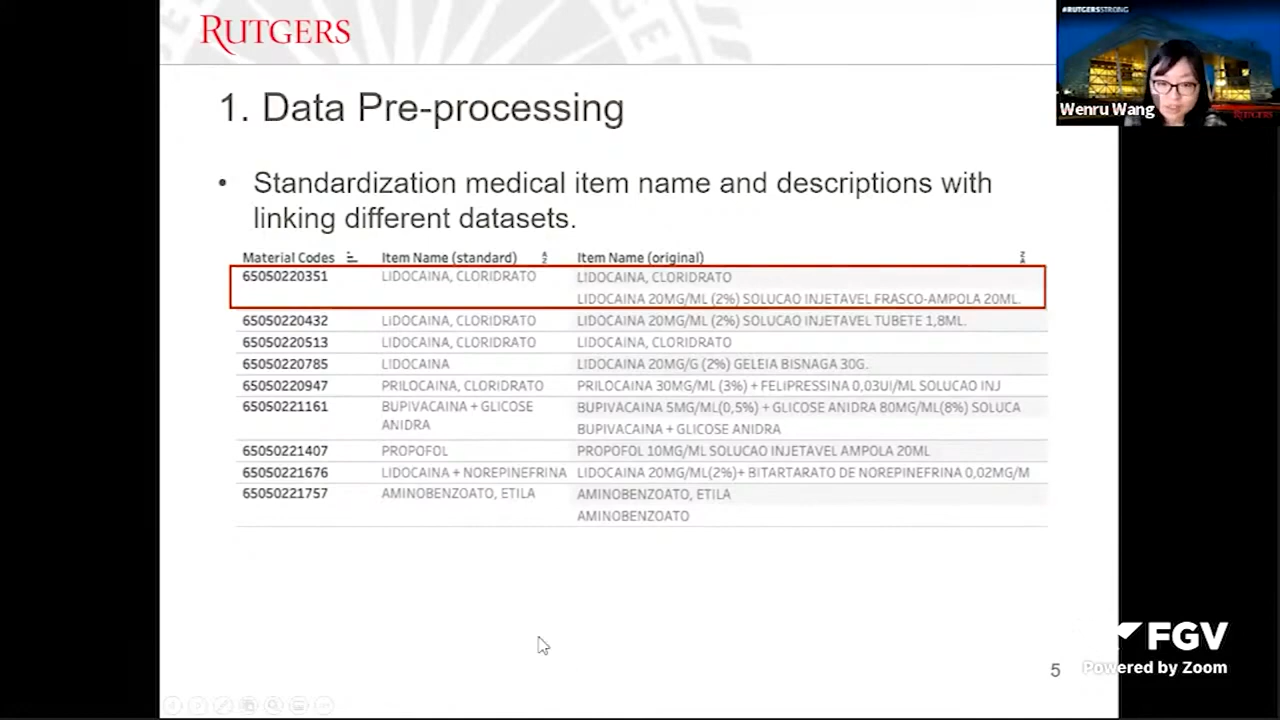 RUTGERS
#RUTGERSSTRONG
Wenru Wang
RUTGERS
1. Data Pre-processing
• Standardization medical item name and descriptions with
linking different datasets.
Material Codes Item Name (standard) Item Name (original)
65050220351 LIDOCAINA, CLORIDRATO LIDOCAINA, CLORIDRATO
LIDOCAINA 20MG/ML (2%) SOLUCAO INJETAVEL FRASCO-AMPOLA 20ML.
65050220432 LIDOCAINA, CLORIDRATO LIDOCAINA 20MG/ML (2%) SOLUCAO INJETAVEL TUBETE 1,8ML.
65050220513 LIDOCAINA, CLORIDRATO LIDOCAINA, CLORIDRATO
65050220785 LIDOCAINA LIDOCAINA 20MG/G (2%) GELEIA BISNAGA 30G.
65050220947 PRILOCAINA, CLORIDRATO PRILOCAINA 30MG/ML (3%) + FELIPRESSINA 0,03UI/ML SOLUCAO INJ
65050221161 BUPIVACAINA + GLICOSE BUPIVACAINA 5MG/ML(0,5%) + GLICOSE ANIDRA 80MG/ML(8%) SOLUCA
ANIDRA BUPIVACAINA + GLICOSE ANIDRA
65050221407 PROPOFOL PROPOFOL 10MG/ML SOLUCAO INJETAVEL AMPOLA 20ML
65050221676 LIDOCAINA + NOREPINEFRINA LIDOCAINA 20MG/ML(2%)+ BITARTARATO DE NOREPINEFRINA 0,02MG/M
65050221757 AMINOBENZOATO, ETILA AMINOBENZOATO, ETILA
AMINOBENZOATO
5
FGV
Powered by Zoom